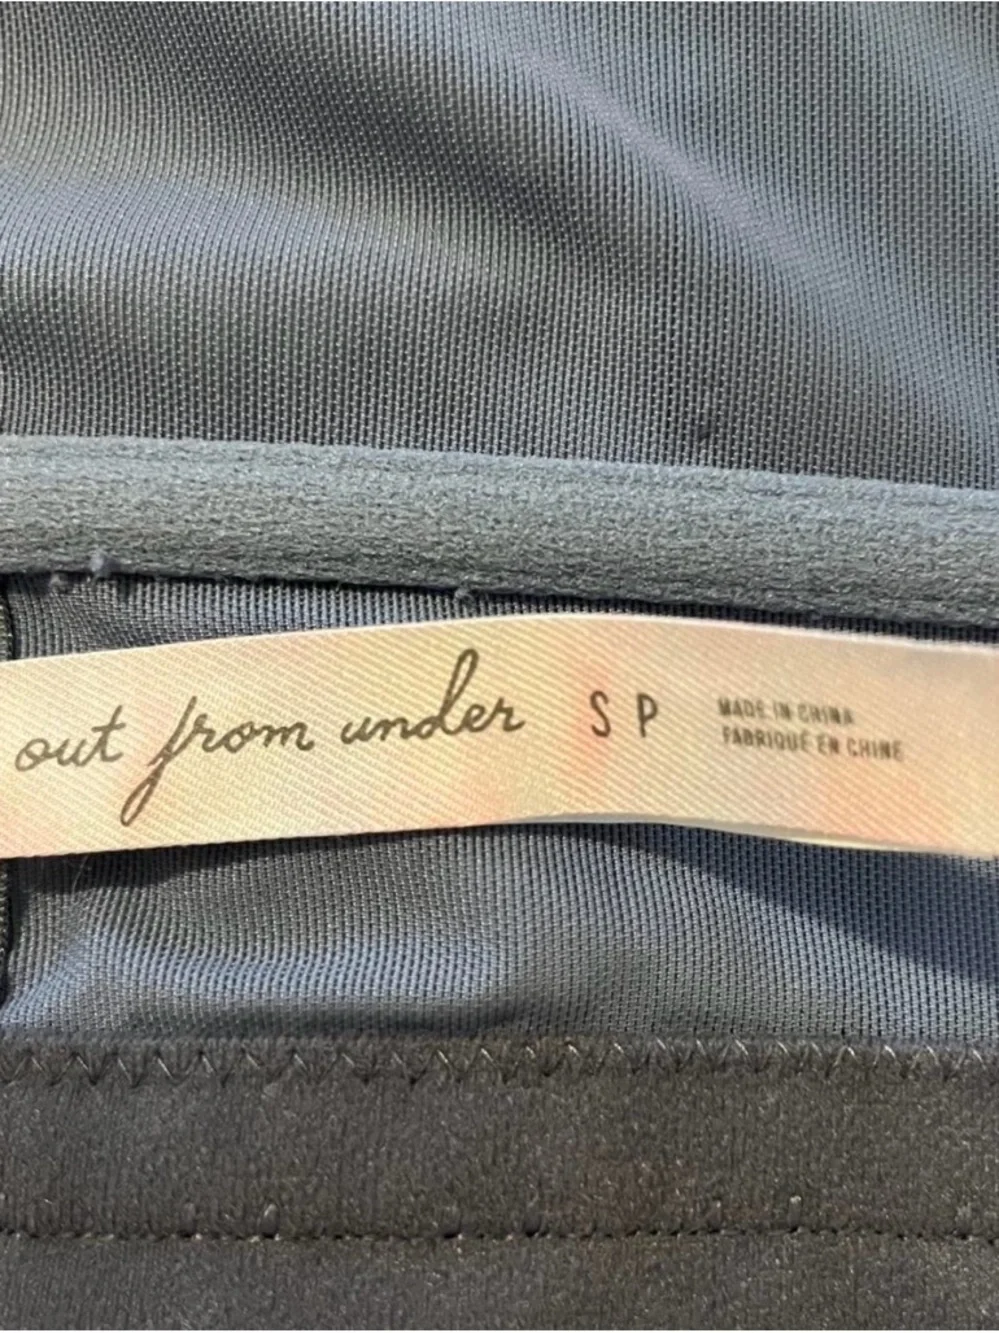 out from under S P
MADE IN CHINA
FABRIQUÉ EN CHINE